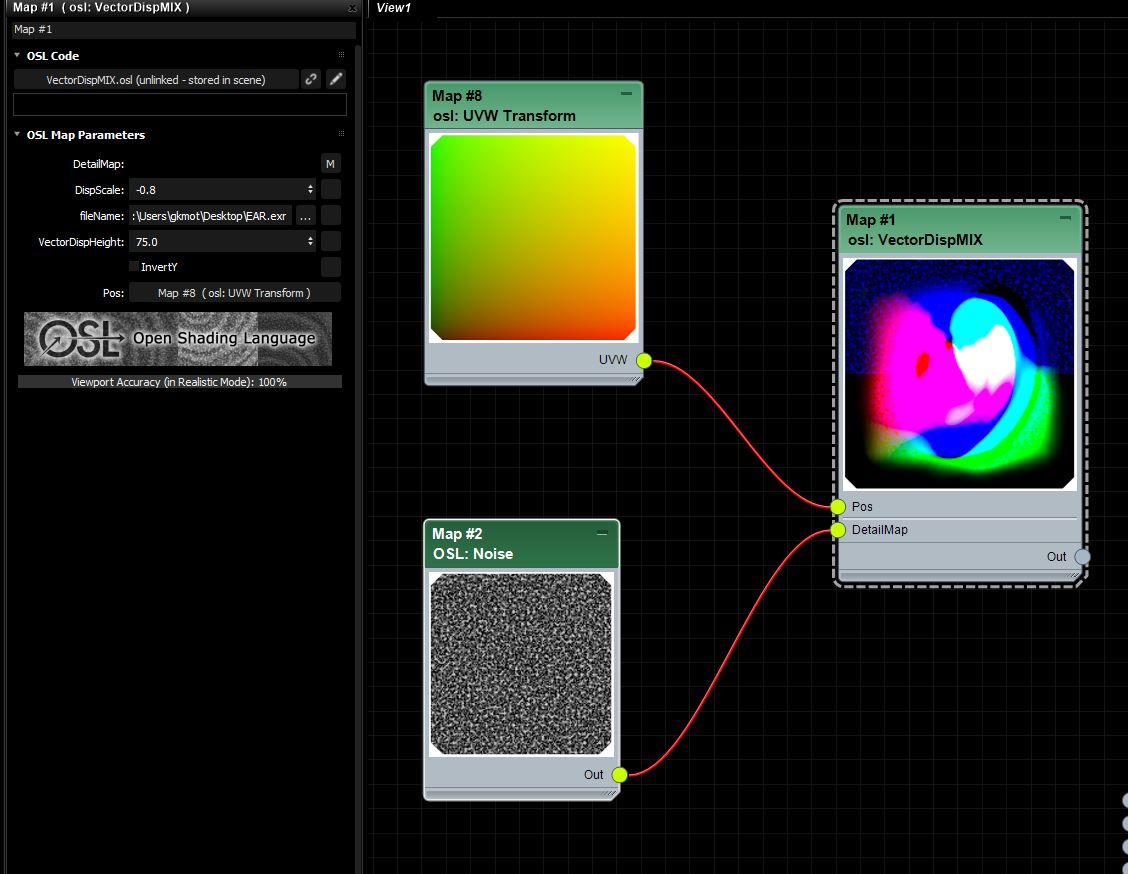 Map #1 ( osl: VectorDispMIX )
Map #1
OSL Code
VectorDispMIX.osl (unlinked - stored in scene)
OSL Map Parameters
DetailMap:
M
DispScale: -0.8
fileName: :\Users\gkmot\Desktop\EAR.exr ...
VectorDispHeight: 75.0
InvertY
Pos: Map #8 ( osl: UVW Transform )
OSL Open Shading Language
Viewport Accuracy (in Realistic Mode): 100%
View1
Map #8
osl: UVW Transform
UVW
Map #2
OSL: Noise
Out
Map #1
osl: VectorDispMIX
Pos
DetailMap
Out